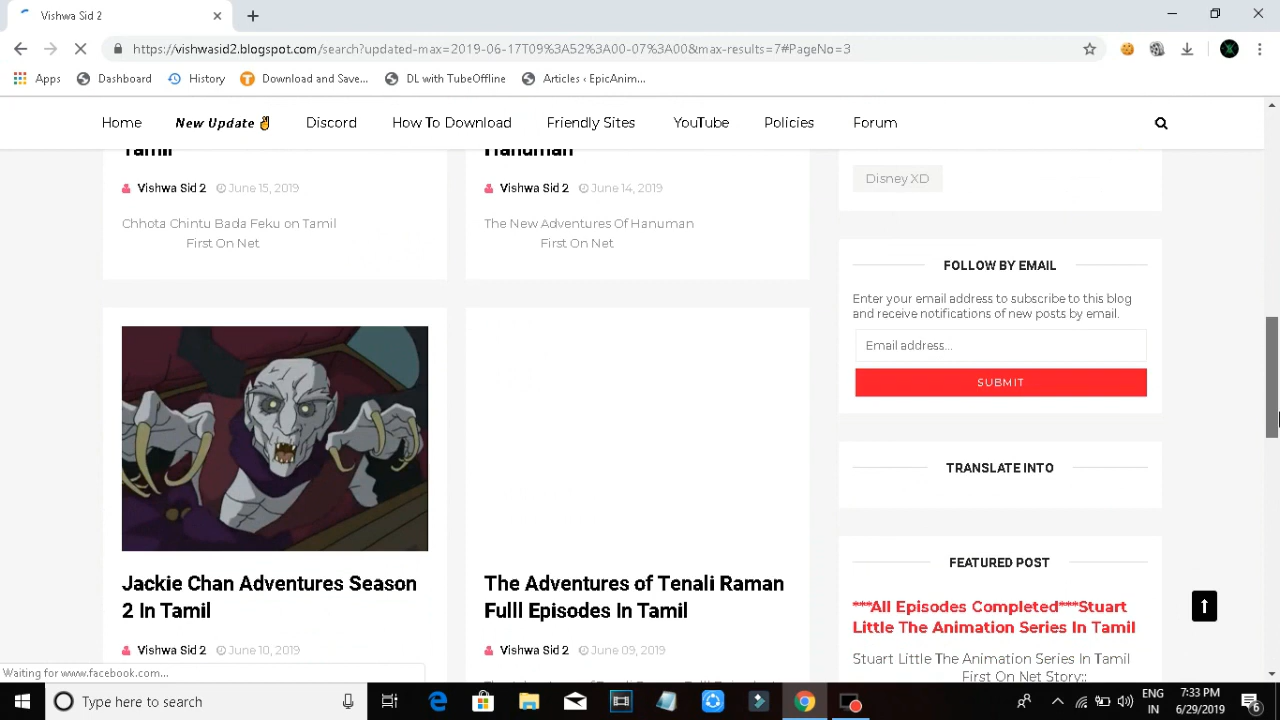 Vishwa Sid 2
https://vishwasid2.blogspot.com/search?updated-max=2019-06-17T09%3A52%3A00-07%3A00&max-results=7#PageNo=3
Apps Dashboard History Download and Save... DL with TubeOffline Articles ‹ EpicAnim...
Home New Update ✌ Discord How To Download Friendly Sites YouTube Policies Forum
Tamil
Vishwa Sid 2 June 15, 2019
Chhota Chintu Bada Feku on Tamil
First On Net
Hanuman
Vishwa Sid 2 June 14, 2019
The New Adventures Of Hanuman
First On Net
Disney XD
FOLLOW BY EMAIL
Enter your email address to subscribe to this blog
and receive notifications of new posts by email.
Email address...
SUBMIT
TRANSLATE INTO
FEATURED POST
***All Episodes Completed***Stuart
Little The Animation Series In Tamil
Stuart Little The Animation Series In Tamil
First On Net Story::
Jackie Chan Adventures Season
2 In Tamil
Vishwa Sid 2 June 10, 2019
The Adventures of Tenali Raman
Fulll Episodes In Tamil
Vishwa Sid 2 June 09, 2019
Waiting for www.facebook.com...
Type here to search
ENG
IN
7:33 PM
6/29/2019
6